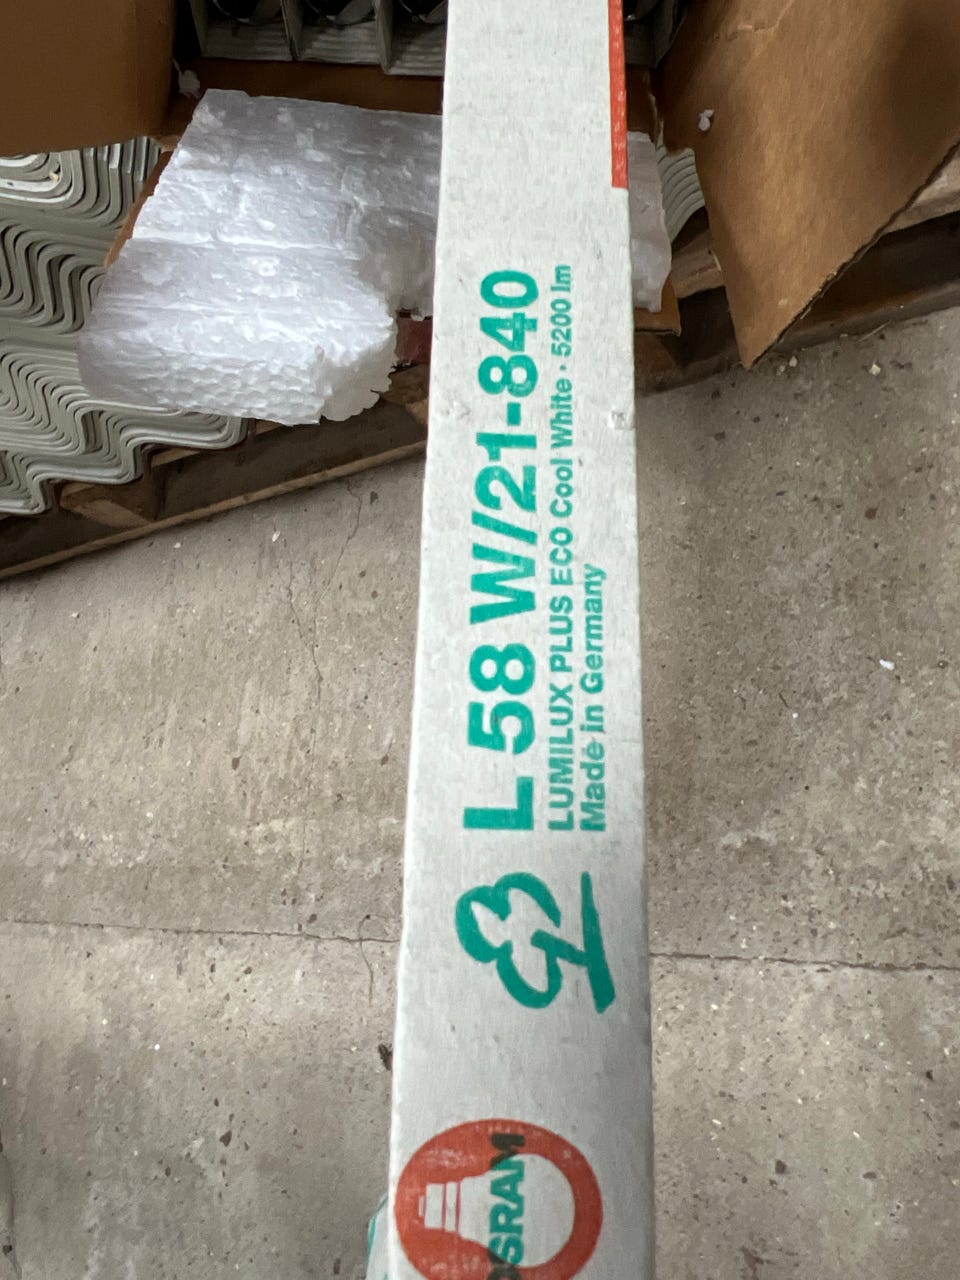 L 58 W/21-840
LUMILUX PLUS ECO Cool White · 5200 lm
Made in Germany
OSRAM